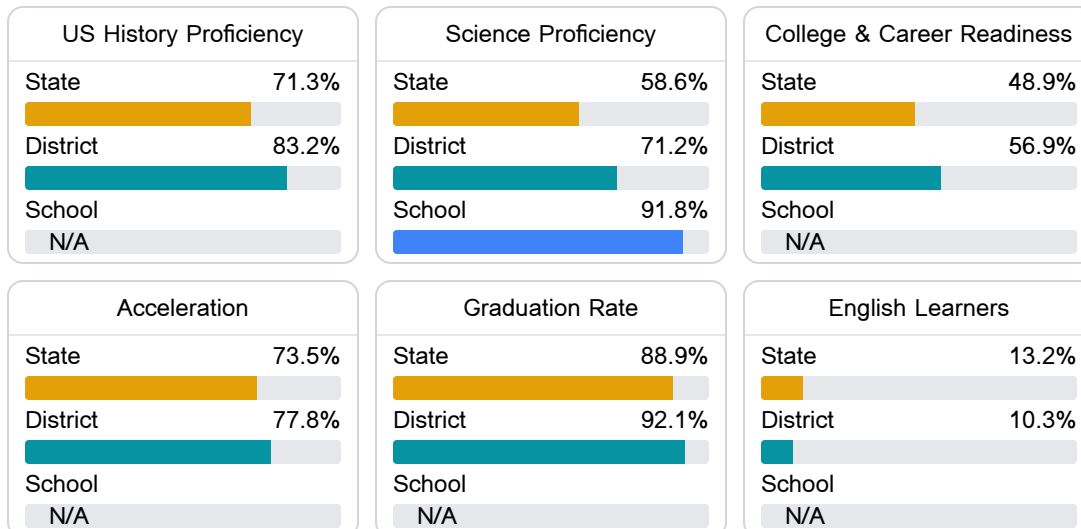 US History Proficiency
State 71.3%
District 83.2%
School
N/A
Science Proficiency
State 58.6%
District 71.2%
School 91.8%
College & Career Readiness
State 48.9%
District 56.9%
School
N/A
Acceleration
State 73.5%
District 77.8%
School
N/A
Graduation Rate
State 88.9%
District 92.1%
School
N/A
English Learners
State 13.2%
District 10.3%
School
N/A